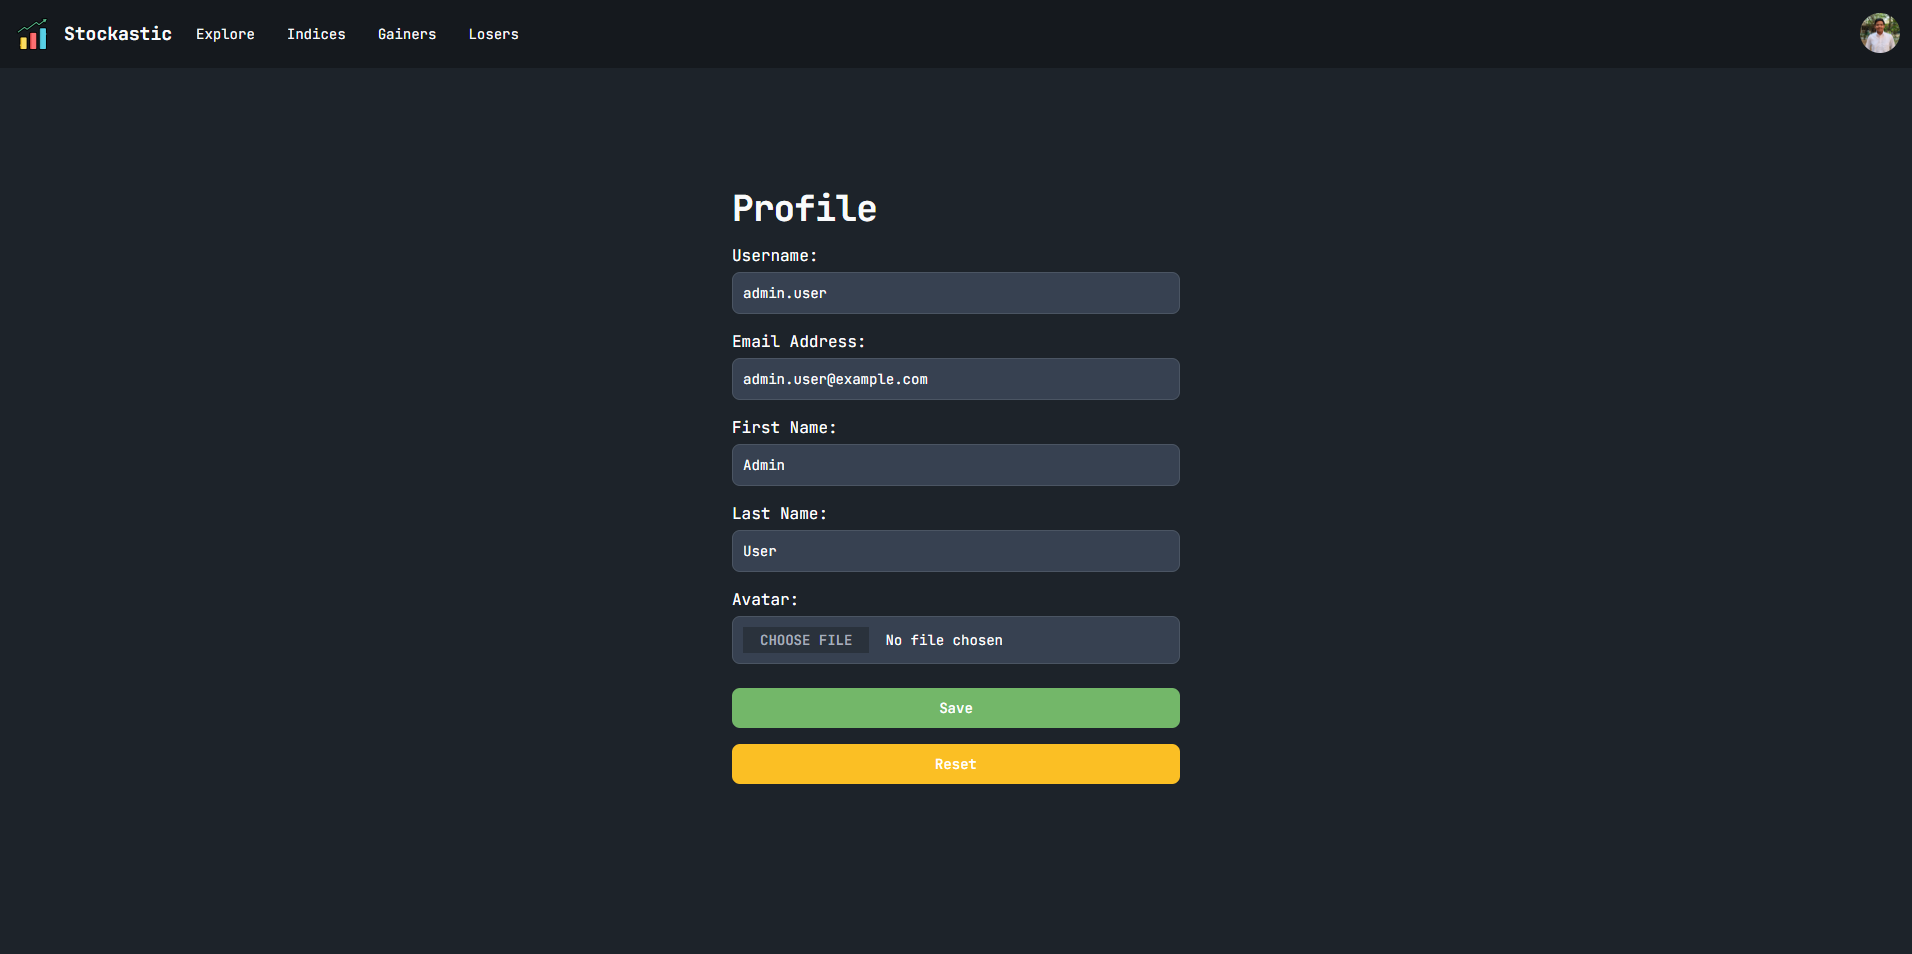 Stockastic Explore Indices Gainers Losers
Profile
Username:
admin.user
Email Address:
admin.user@example.com
First Name:
Admin
Last Name:
User
Avatar:
CHOOSE FILE No file chosen
Save
Reset